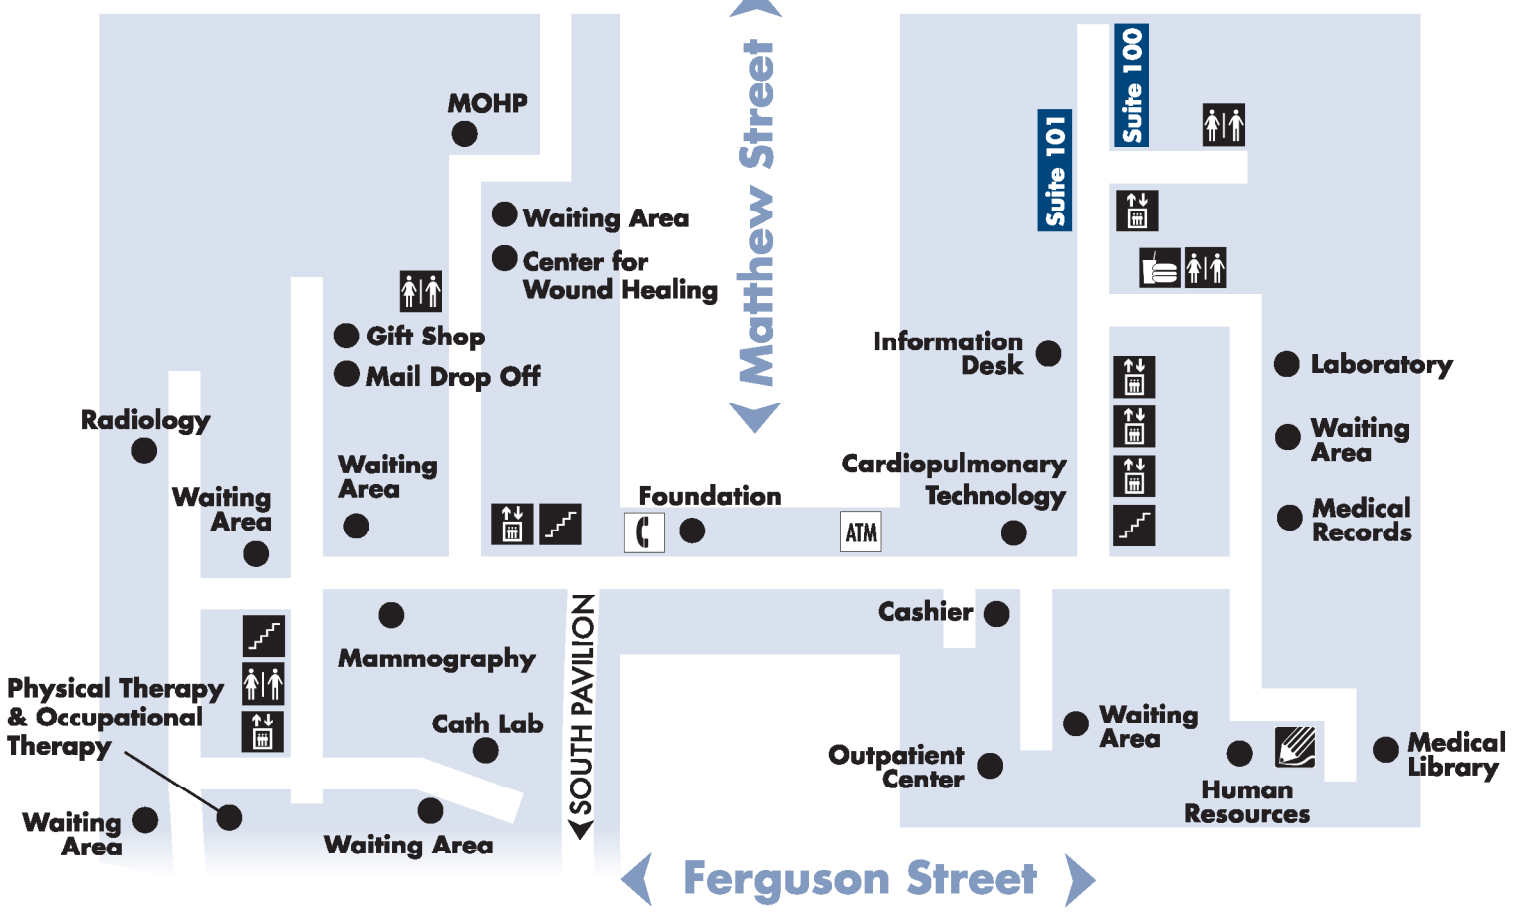 MOHP
Matthew Street
Suite 100
Suite 101
Waiting Area
Center for
Wound Healing
Gift Shop
Mail Drop Off
Information
Desk
Laboratory
Radiology
Waiting
Area
Waiting
Area
Waiting
Area
Cardiopulmonary
Technology
Foundation
ATM
Medical
Records
Cashier
SOUTH PAVILION
Mammography
Physical Therapy
& Occupational
Therapy
Cath Lab
Waiting
Area
Outpatient
Center
Medical
Library
Human
Resources
Waiting
Area
Waiting Area
Ferguson Street